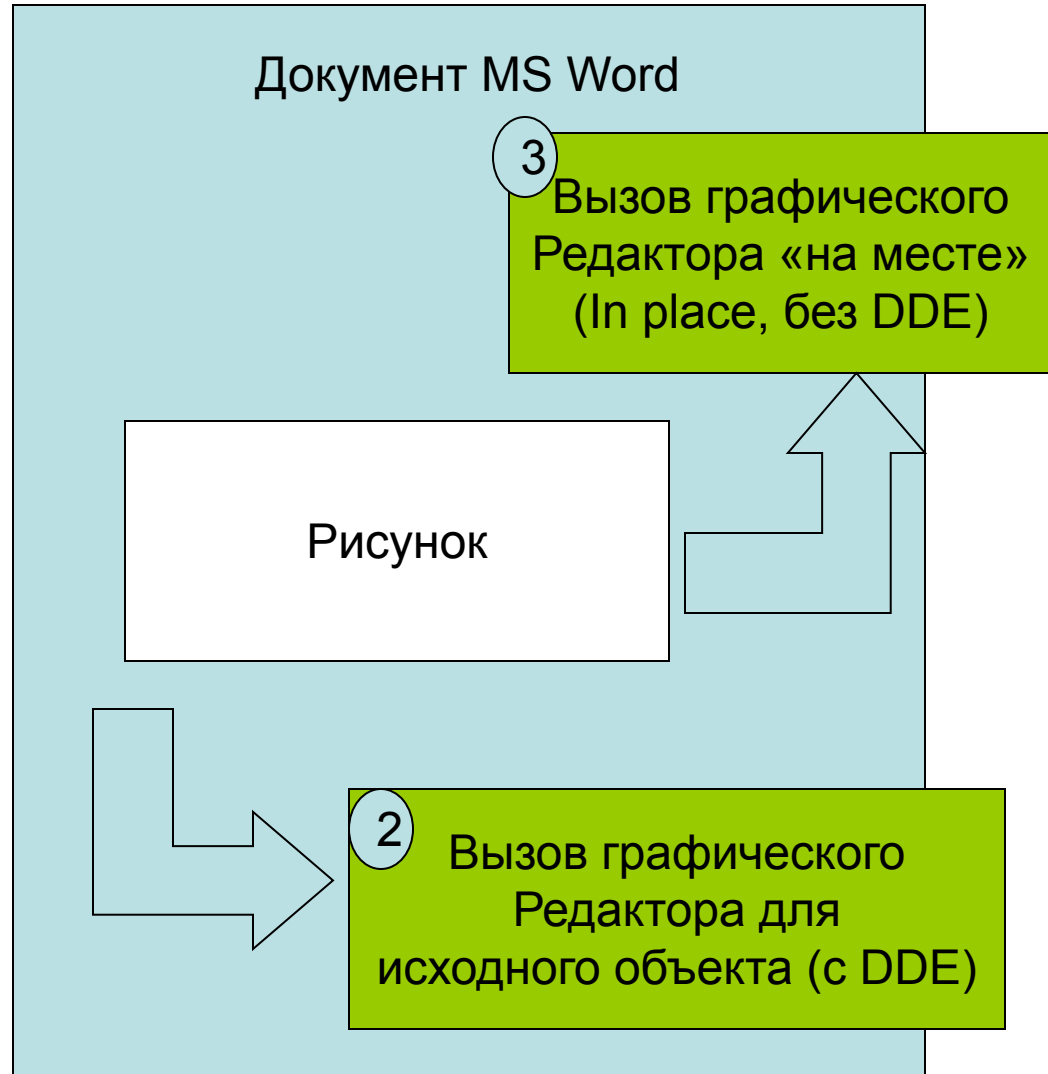 Документ MS Word
3
Вызов графического
Редактора «на месте»
(In place, без DDE)
Рисунок
2
Вызов графического
Редактора для
исходного объекта (с DDE)